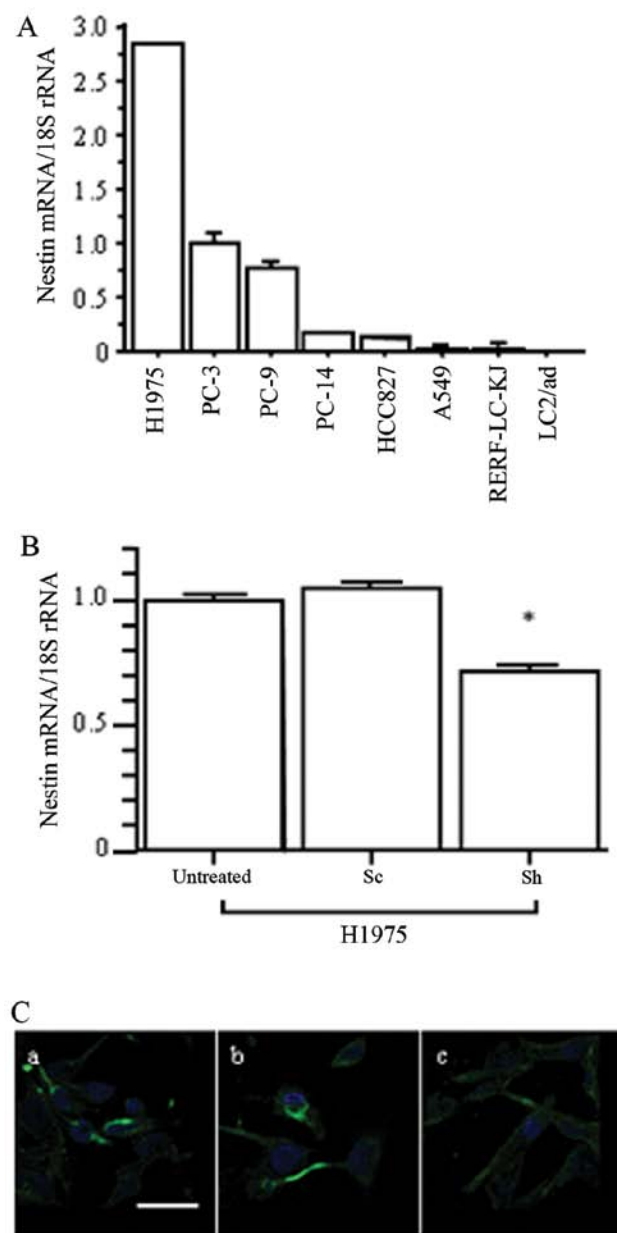 A
Nestin mRNA/18S rRNA
3.0
2.5
2.0
1.5
1.0
0.5
0
H1975
PC-3
PC-9
PC-14
HCC827
A549
RERF-LC-KJ
LC2/ad
B
Nestin mRNA/18S rRNA
1.0
0.5
0
*
Untreated Sc Sh
H1975
C
a b c